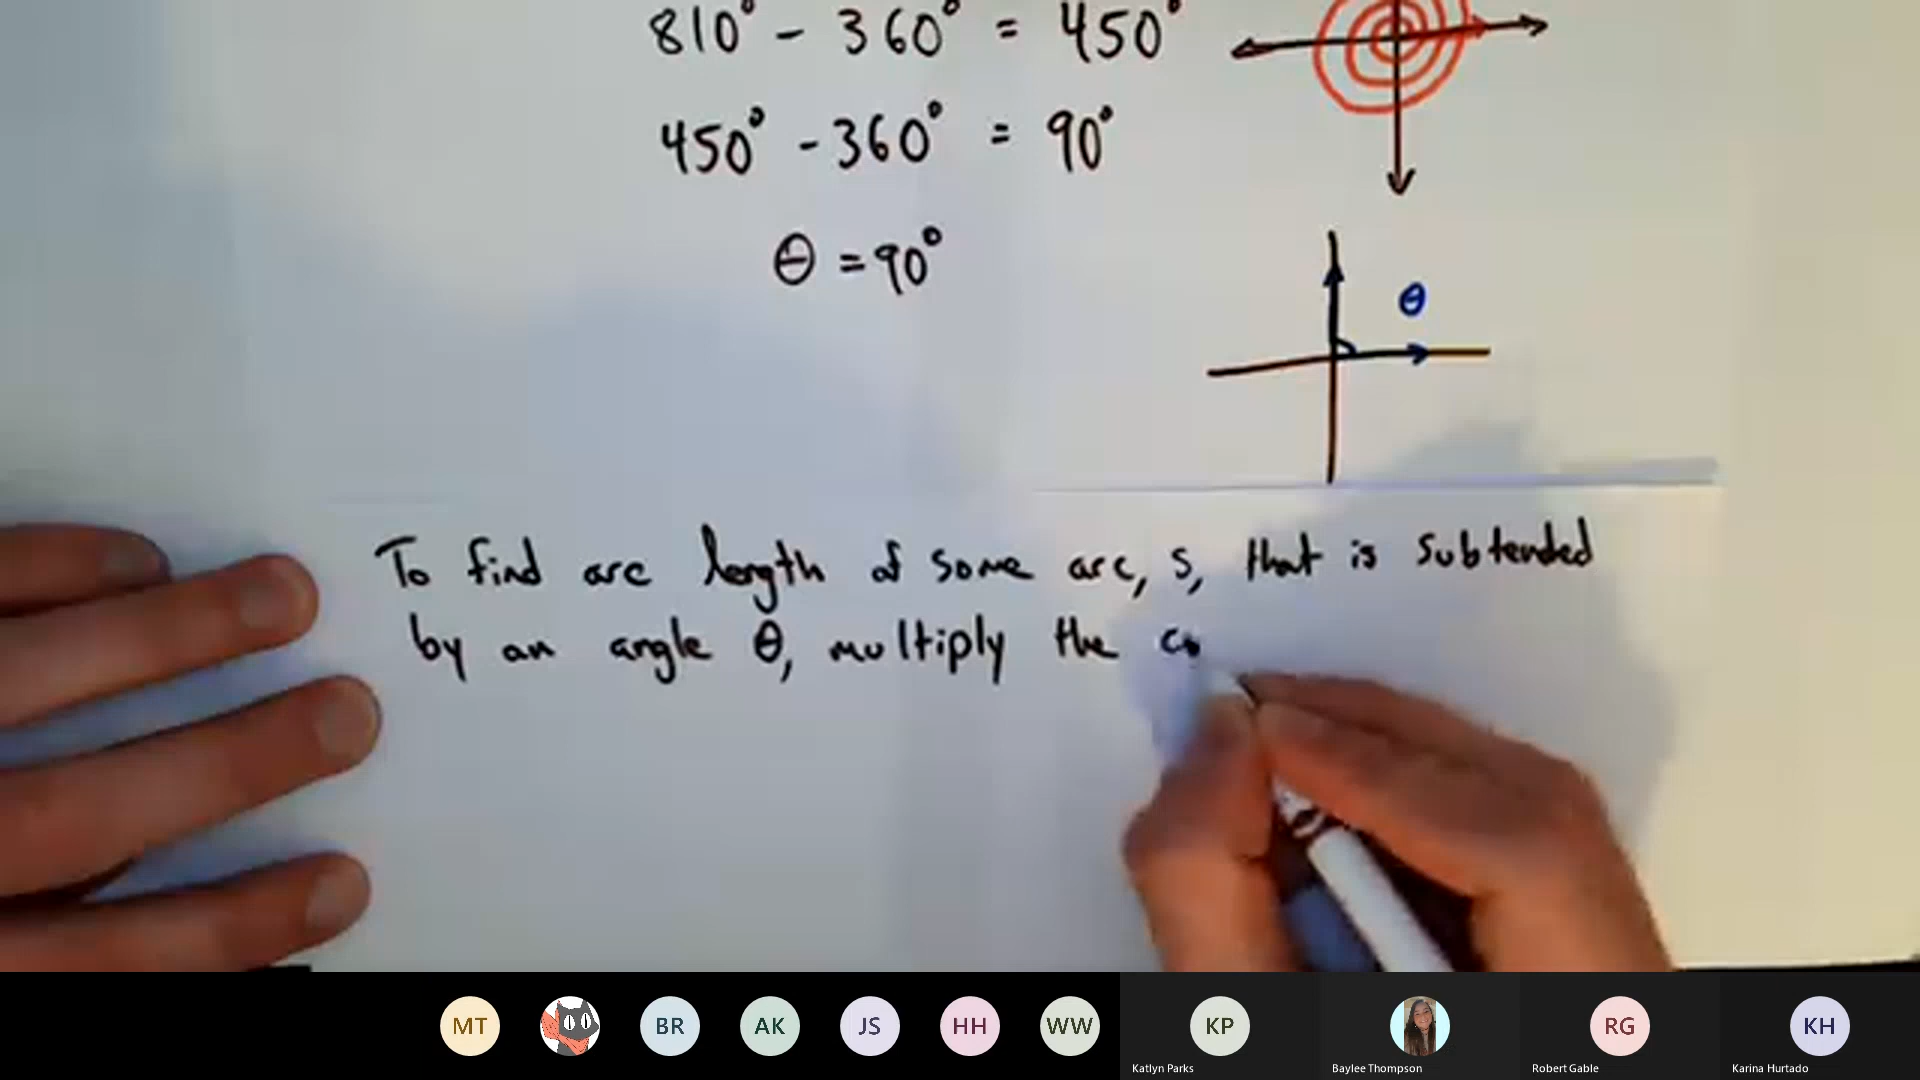 810° - 360° = 450°
450° - 360° = 90°
θ = 90°
θ
To find arc length of some arc, s, that is subtended
by an angle θ, multiply the
MT BR AK JS HH WW KP RG KH
Katlyn Parks Baylee Thompson Robert Gable Karina Hurtado